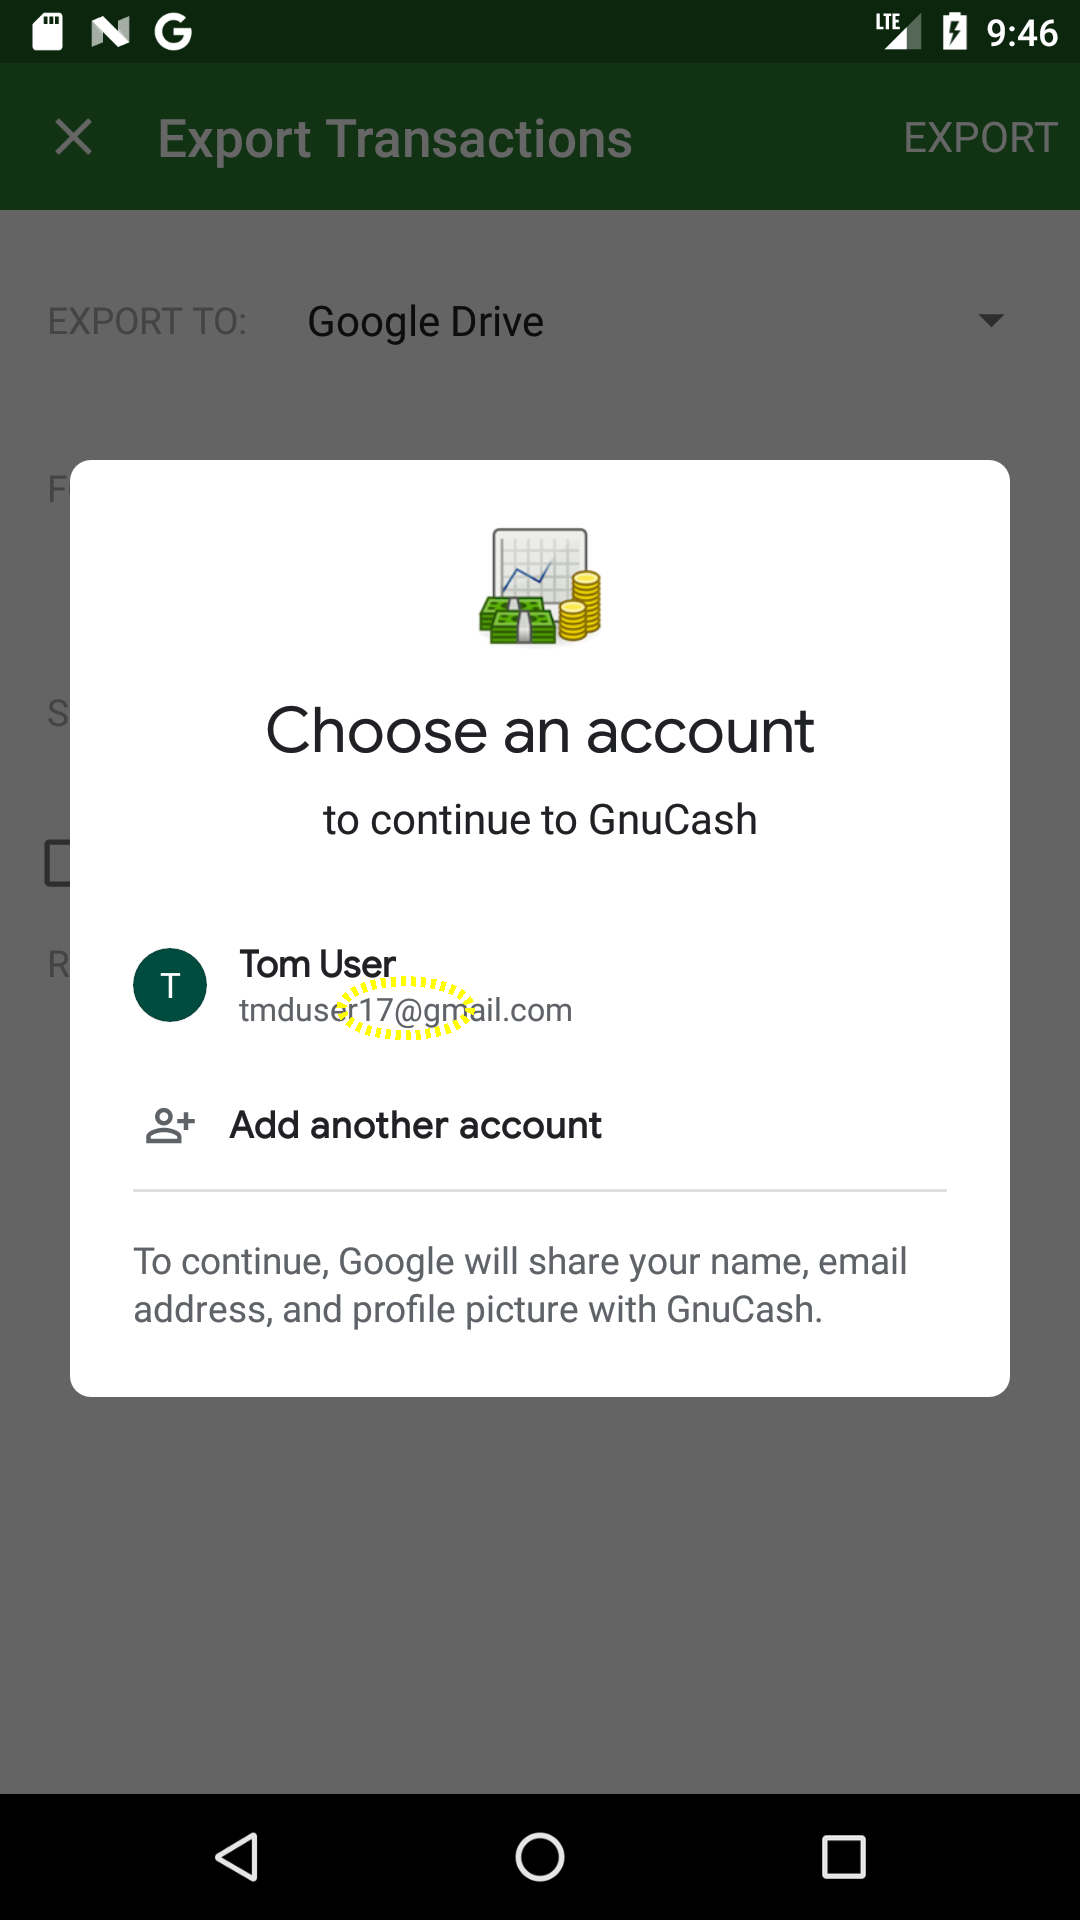 LTE 9:46
Export Transactions EXPORT
EXPORT TO: Google Drive
F
S
Choose an account
to continue to GnuCash
R
T Tom User
tmduser17@gmail.com
Add another account
To continue, Google will share your name, email
address, and profile picture with GnuCash.